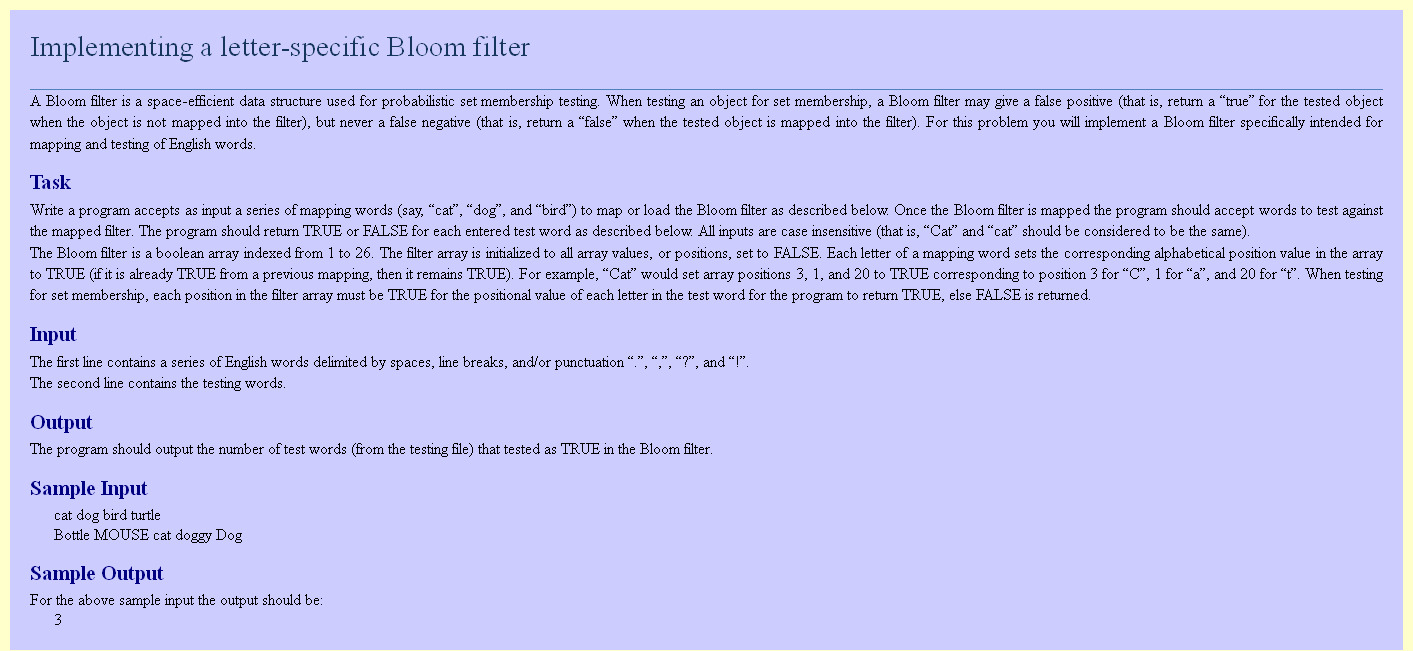 Implementing a letter-specific Bloom filter
A Bloom filter is a space-efficient data structure used for probabilistic set membership testing. When testing an object for set membership, a Bloom filter may give a false positive (that is, return a “true” for the tested object
when the object is not mapped into the filter), but never a false negative (that is, return a “false” when the tested object is mapped into the filter). For this problem you will implement a Bloom filter specifically intended for
mapping and testing of English words.
Task
Write a program accepts as input a series of mapping words (say, “cat”, “dog”, and “bird”) to map or load the Bloom filter as described below. Once the Bloom filter is mapped the program should accept words to test against
the mapped filter. The program should return TRUE or FALSE for each entered test word as described below. All inputs are case insensitive (that is, “Cat” and “cat” should be considered to be the same).
The Bloom filter is a boolean array indexed from 1 to 26. The filter array is initialized to all array values, or positions, set to FALSE. Each letter of a mapping word sets the corresponding alphabetical position value in the array
to TRUE (if it is already TRUE from a previous mapping, then it remains TRUE). For example, “Cat” would set array positions 3, 1, and 20 to TRUE corresponding to position 3 for “C”, 1 for “a”, and 20 for “t”. When testing
for set membership, each position in the filter array must be TRUE for the positional value of each letter in the test word for the program to return TRUE, else FALSE is returned.
Input
The first line contains a series of English words delimited by spaces, line breaks, and/or punctuation “.”, “,”, “?”, and “!”.
The second line contains the testing words.
Output
The program should output the number of test words (from the testing file) that tested as TRUE in the Bloom filter.
Sample Input
cat dog bird turtle
Bottle MOUSE cat doggy Dog
Sample Output
For the above sample input the output should be:
3